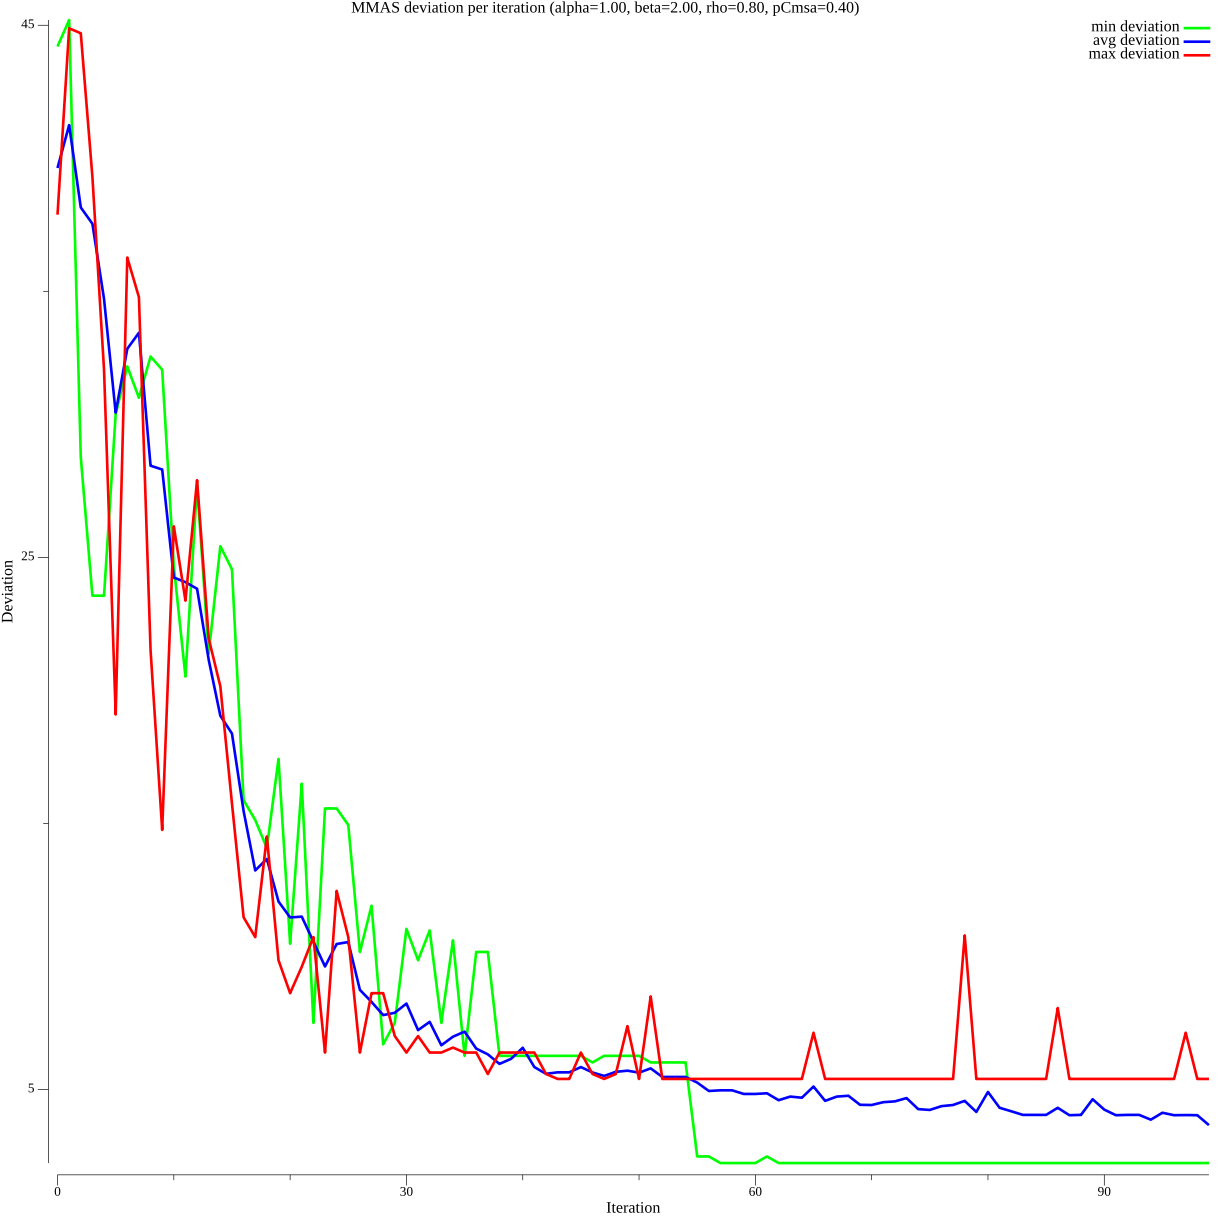 MMAS deviation per iteration (alpha=1.00, beta=2.00, rho=0.80, pCmsa=0.40)
min deviation
avg deviation
max deviation
45
25
5
Deviation
0
30
60
90
Iteration